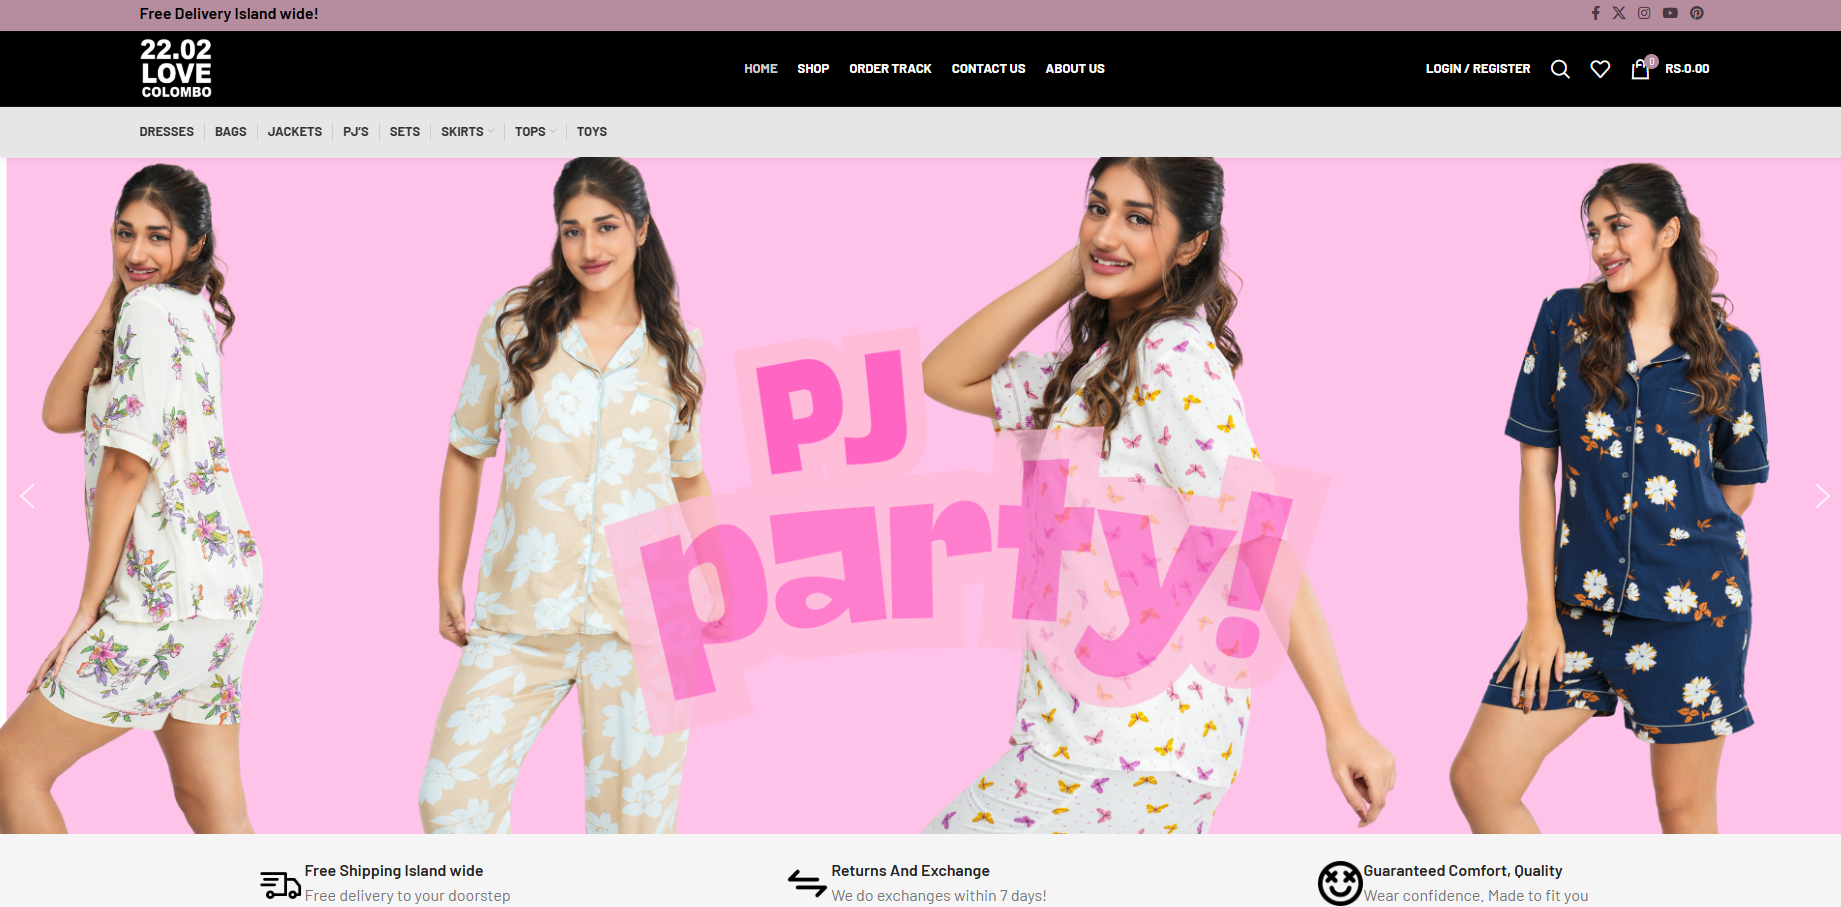 Free Delivery Island wide!
22.02
LOVE
COLOMBO
HOME SHOP ORDER TRACK CONTACT US ABOUT US
LOGIN / REGISTER 0 RS.0.00
DRESSES BAGS JACKETS PJ'S SETS SKIRTS TOPS TOYS
PJ
party!
Free Shipping Island wide
Free delivery to your doorstep
Returns And Exchange
We do exchanges within 7 days!
Guaranteed Comfort, Quality
Wear confidence. Made to fit you